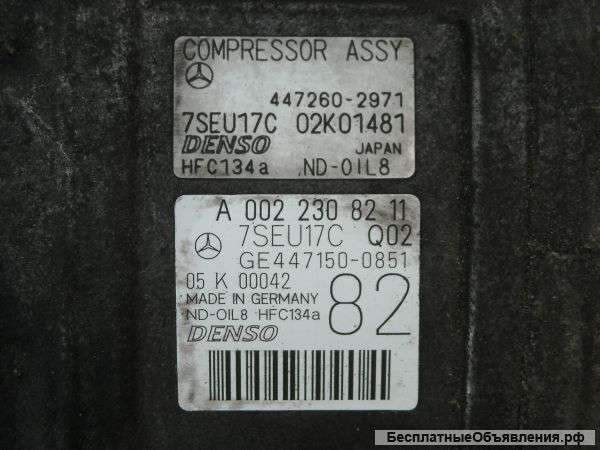 COMPRESSOR ASSY
447260-2971
7SEU17C 02K01481
DENSO JAPAN
HFC134a ND-OIL8
A 002 230 82 11
7SEU17C Q02
GE447150-0851
05 K 00042
MADE IN GERMANY
ND-OIL8 HFC134a
82
DENSO
БесплатныеОбъявления.рф